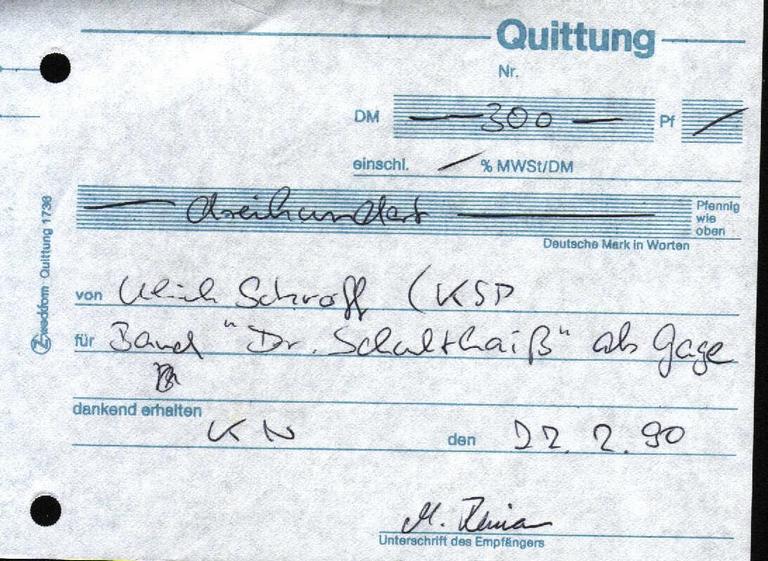 Quittung
Nr.
DM — 300 — Pf /
einschl. / % MWSt/DM
— dreihundert — Pfennig wie oben
Deutsche Mark in Worten
von Ulrich Schroff (KSP
für Band "Dr. Schulthaiß" als Gage
dankend erhalten
KN den 22. 2. 90
M.
Unterschrift des Empfängers
Zweckform Quittung 1736